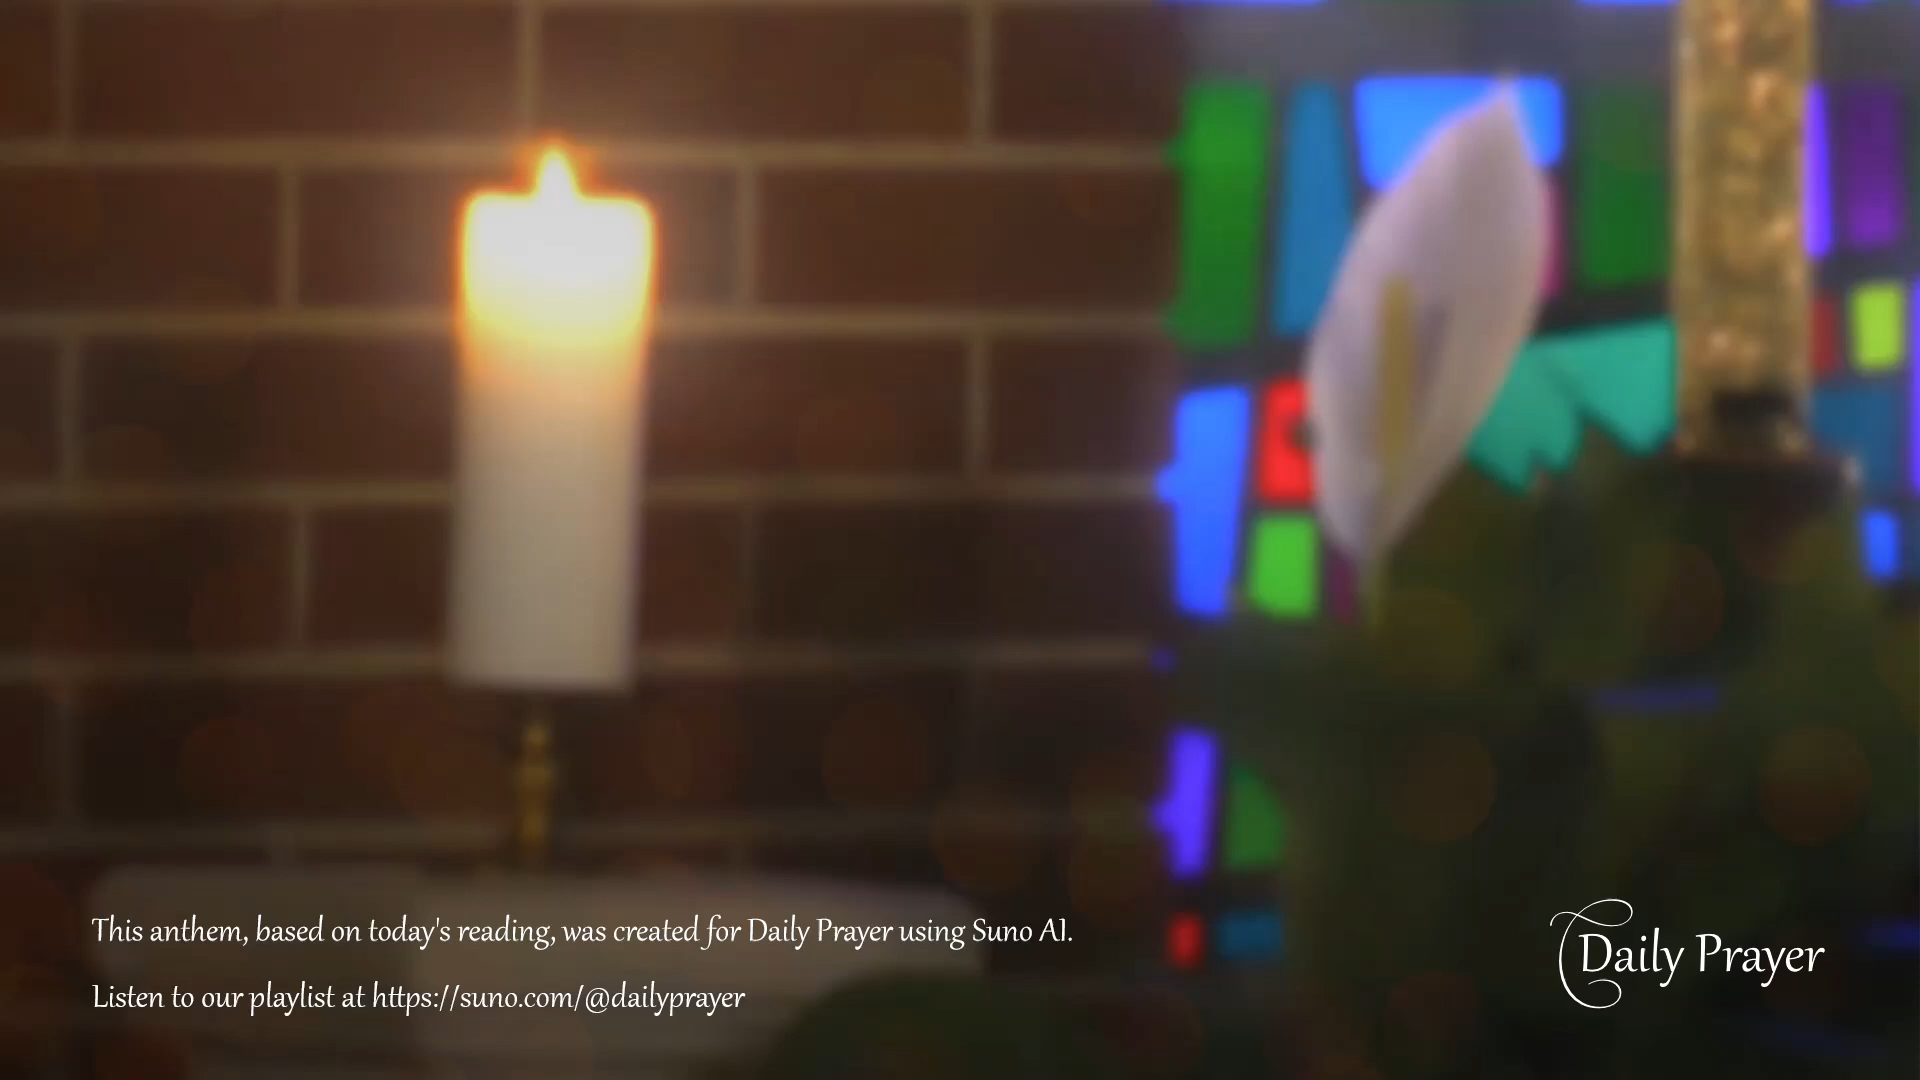 This anthem, based on today's reading, was created for Daily Prayer using Suno AI.
Listen to our playlist at https://suno.com/@dailyprayer
Daily Prayer